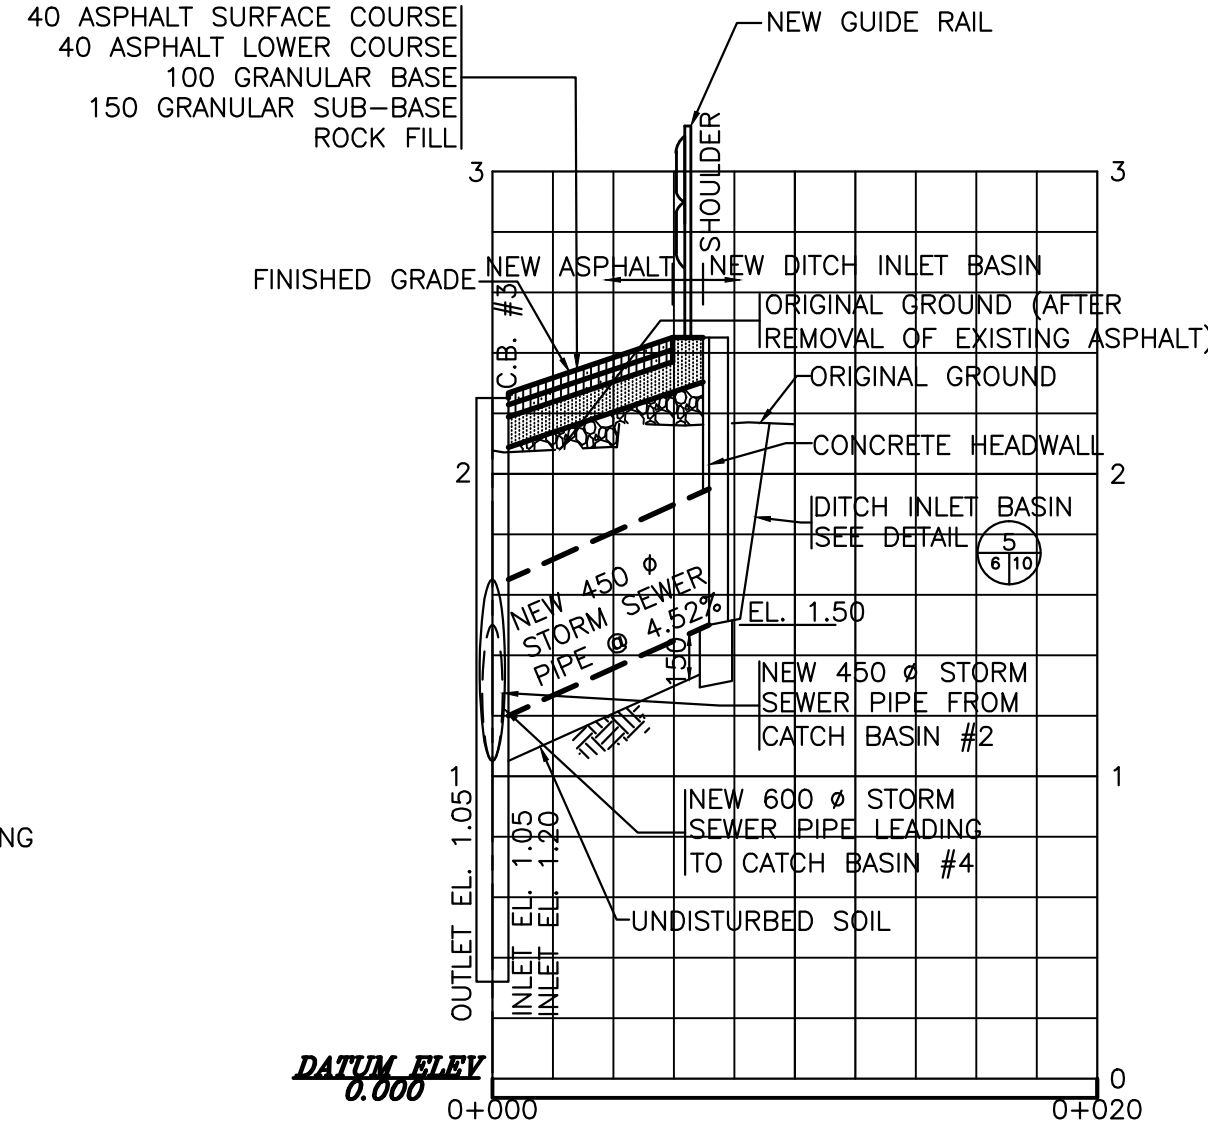 40 ASPHALT SURFACE COURSE
40 ASPHALT LOWER COURSE
100 GRANULAR BASE
150 GRANULAR SUB-BASE
ROCK FILL
NEW GUIDE RAIL
SHOULDER
3
3
FINISHED GRADE
NEW ASPHALT
NEW DITCH INLET BASIN
C.B. #3
ORIGINAL GROUND (AFTER
REMOVAL OF EXISTING ASPHALT)
ORIGINAL GROUND
CONCRETE HEADWALL
2
2
DITCH INLET BASIN
SEE DETAIL
5
6 10
NEW 450 ø
STORM SEWER
PIPE @ 4.52%
EL. 1.50
150
NEW 450 ø STORM
SEWER PIPE FROM
CATCH BASIN #2
1
1
NEW 600 ø STORM
SEWER PIPE LEADING
TO CATCH BASIN #4
NG
UNDISTURBED SOIL
OUTLET EL. 1.05
INLET EL. 1.05
INLET EL. 1.20
DATUM ELEV
0.000
0
0+000
0+020